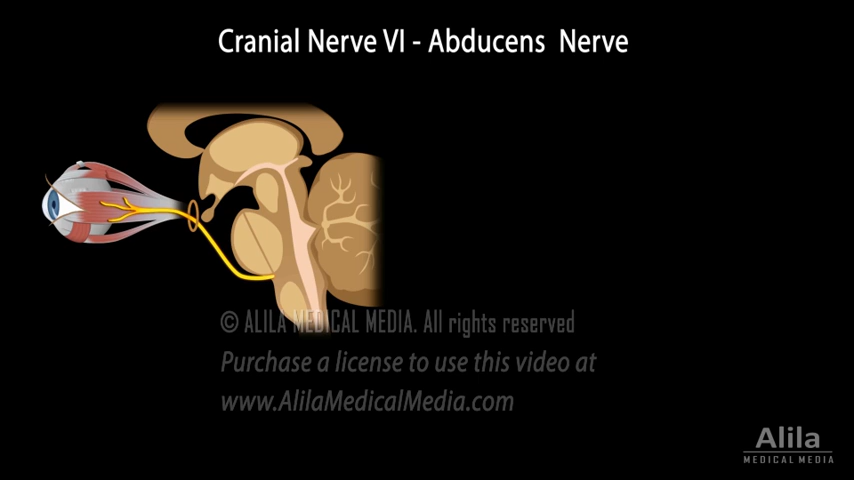 Cranial Nerve VI - Abducens Nerve
© ALILA MEDICAL MEDIA. All rights reserved
Purchase a license to use this video at
www.AlilaMedicalMedia.com
Alila
MEDICAL MEDIA